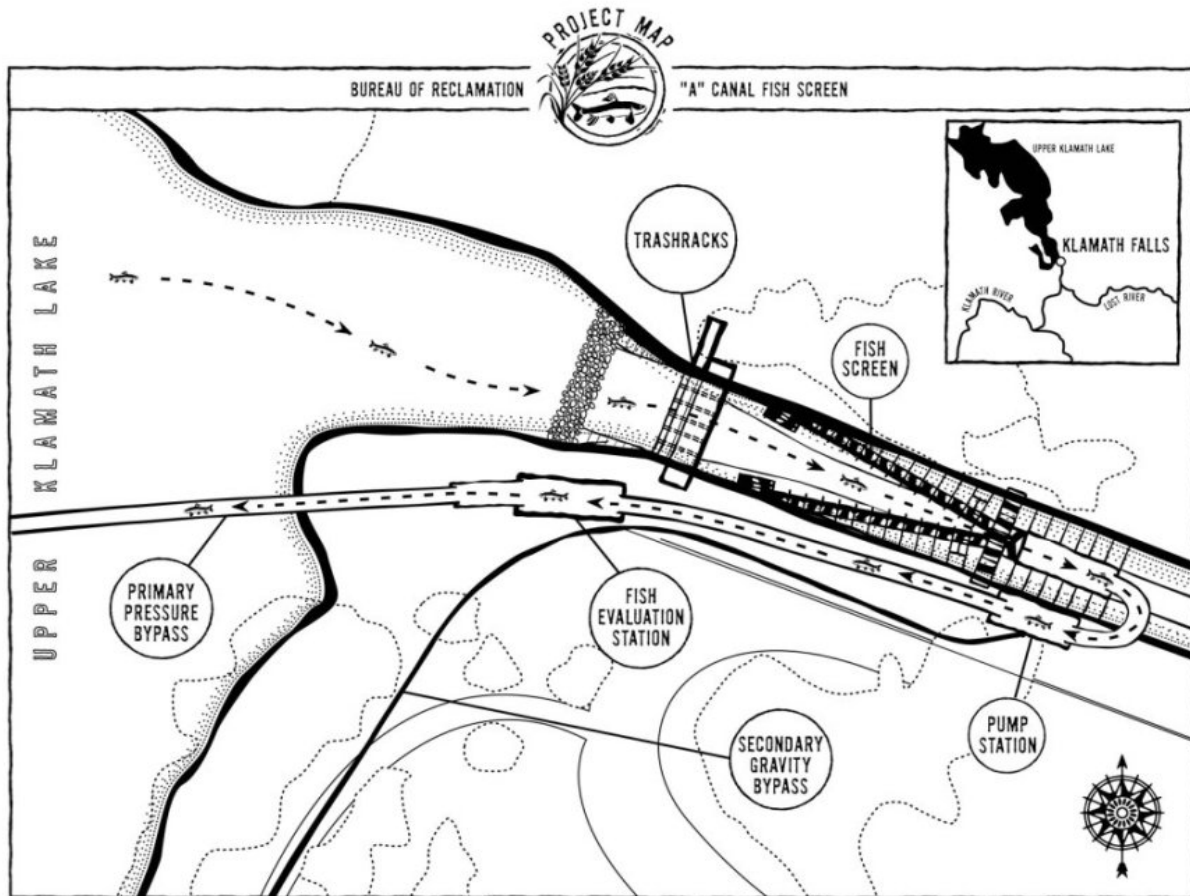 PROJECT MAP
BUREAU OF RECLAMATION
"A" CANAL FISH SCREEN
UPPER KLAMATH LAKE
KLAMATH FALLS
KLAMATH RIVER
LOST RIVER
TRASHRACKS
FISH
SCREEN
UPPER KLAMATH LAKE
PRIMARY
PRESSURE
BYPASS
FISH
EVALUATION
STATION
SECONDARY
GRAVITY
BYPASS
PUMP
STATION